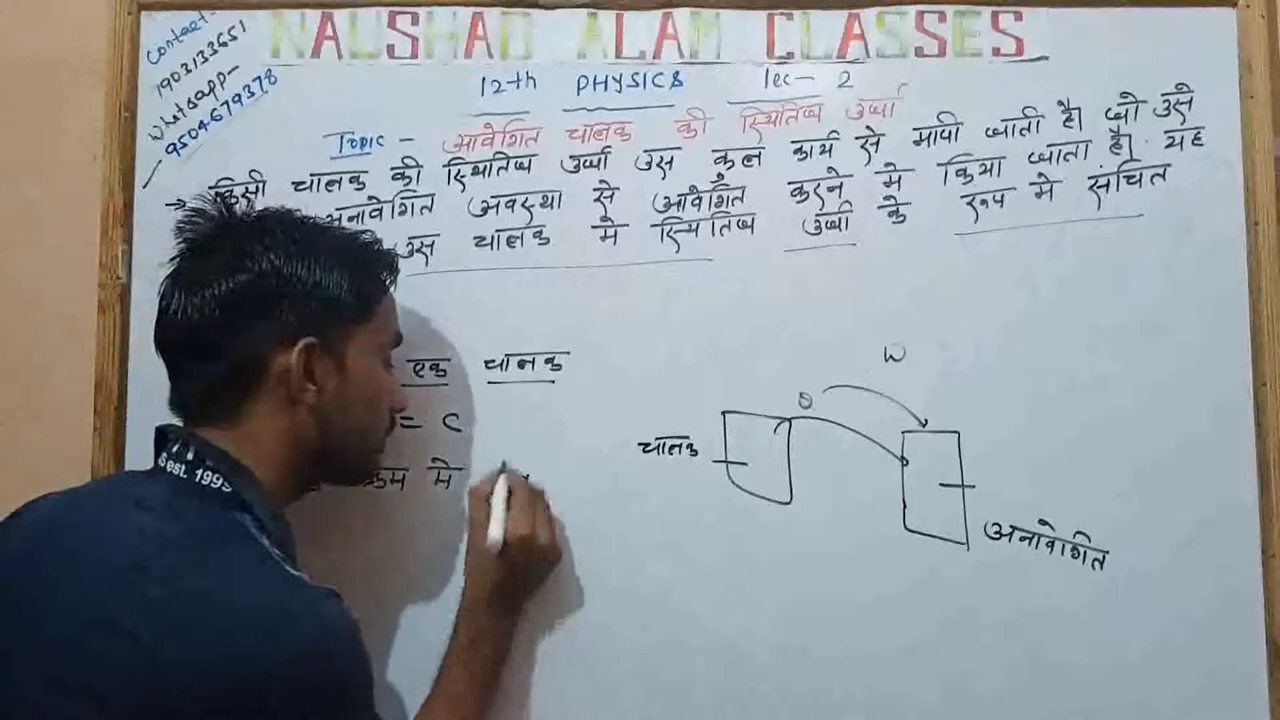 NAUSHAD ALAM CLASSES
Contact-
1903133651
Whatsapp-
9504679378
12th PHYSICS lec- 2
Topic - आवेशित चालक की स्थितिज उर्जा
→ किसी चालक की स्थितिज उर्जा उस कुल कार्य से मापी जाती है। जो उसे
अनावेशित अवस्था से आवेशित करने मे किया जाता है। यह
उस चालक मे स्थितिज उर्जा के रूप मे संचित
एक चालक
= C
मे
W
चालक
अनावेशित
Est. 1995